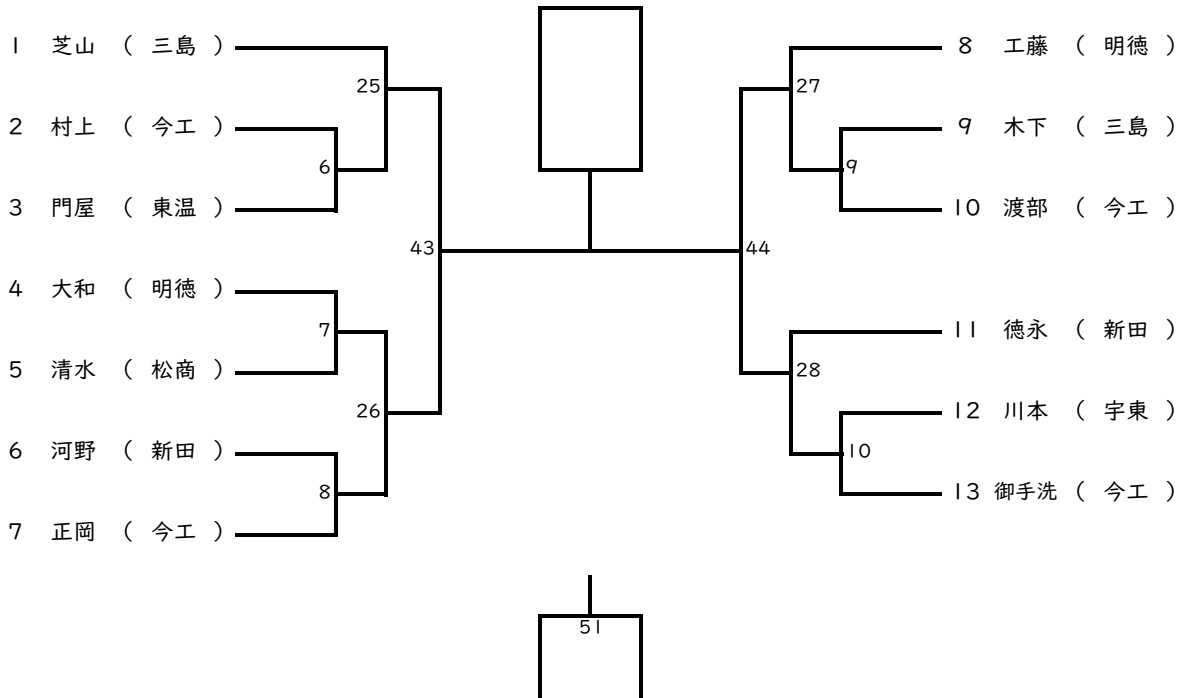 1 芝山 （ 三島 ）
25
2 村上 （ 今工 ）
6
3 門屋 （ 東温 ）
43
4 大和 （ 明徳 ）
7
5 清水 （ 松商 ）
26
6 河野 （ 新田 ）
8
7 正岡 （ 今工 ）
8 工藤 （ 明徳 ）
27
9 木下 （ 三島 ）
9
10 渡部 （ 今工 ）
44
11 徳永 （ 新田 ）
28
12 川本 （ 宇東 ）
10
13 御手洗 （ 今工 ）
51